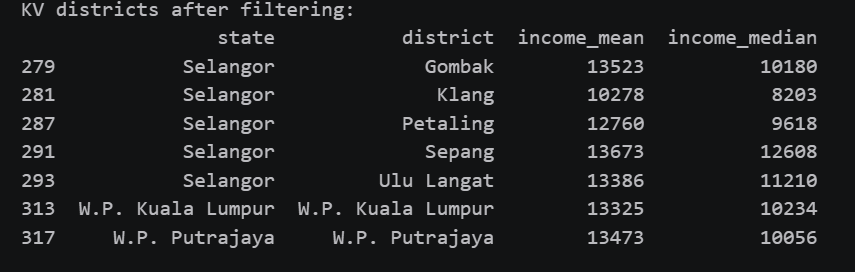 KV districts after filtering:
state district income_mean income_median
279 Selangor Gombak 13523 10180
281 Selangor Klang 10278 8203
287 Selangor Petaling 12760 9618
291 Selangor Sepang 13673 12608
293 Selangor Ulu Langat 13386 11210
313 W.P. Kuala Lumpur W.P. Kuala Lumpur 13325 10234
317 W.P. Putrajaya W.P. Putrajaya 13473 10056